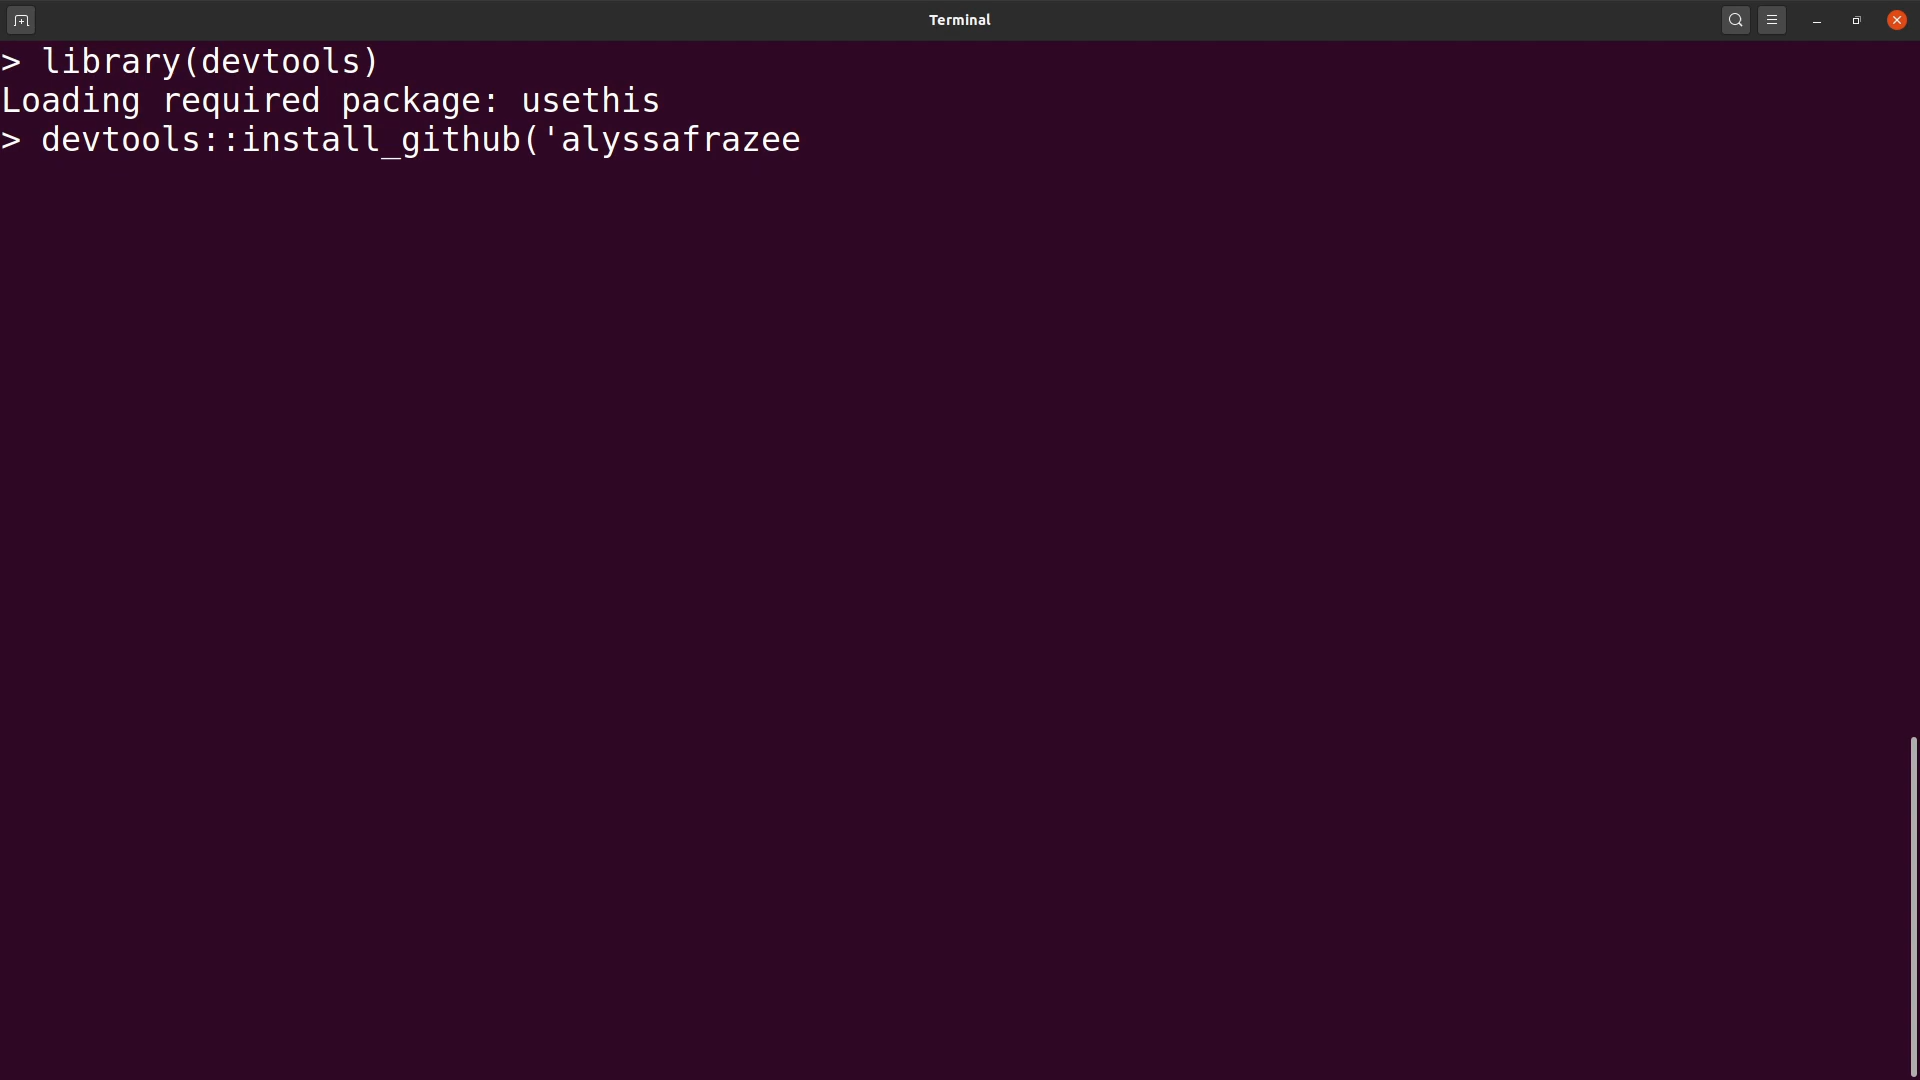 Terminal
> library(devtools)
Loading required package: usethis
> devtools::install_github('alyssafrazee